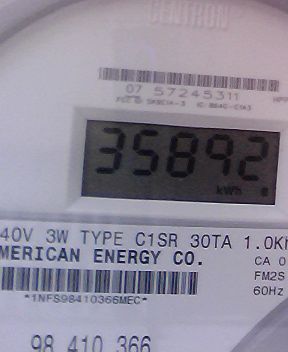 CENTRON
07 57245311
35892
kWh
40V 3W TYPE C1SR 30TA 1.0Kh
MERICAN ENERGY CO.
CA 0
FM2S
60Hz
*1NFS98410366MEC*
98 410 366